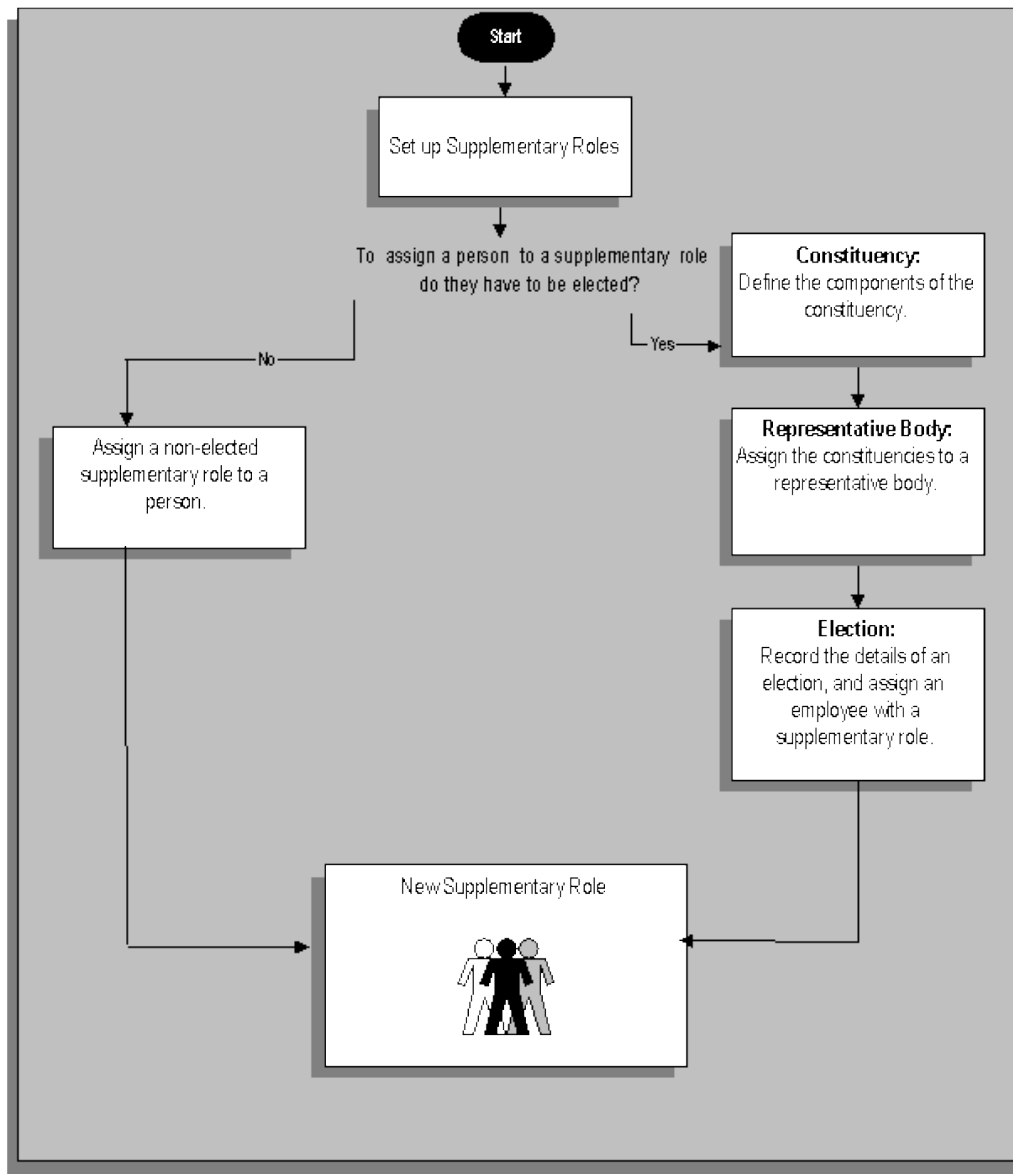 Start
Set up Supplementary Roles
To assign a person to a supplementary role
do they have to be elected?
No
Yes
Assign a non-elected
supplementary role to a
person.
Constituency:
Define the components of the
constituency.
Representative Body:
Assign the constituencies to a
representative body.
Election:
Record the details of an
election, and assign an
employee with a
supplementary role.
New Supplementary Role